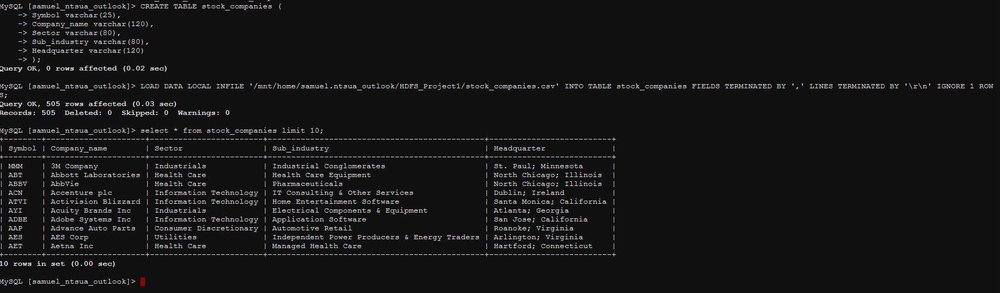 MySQL [samuel_ntsua_outlook]> CREATE TABLE stock_companies (
    -> Symbol varchar(25),
    -> Company_name varchar(120),
    -> Sector varchar(80),
    -> Sub_industry varchar(80),
    -> Headquarter varchar(120)
    -> );
Query OK, 0 rows affected (0.02 sec)
MySQL [samuel_ntsua_outlook]> LOAD DATA LOCAL INFILE '/mnt/home/samuel.ntsua_outlook/HDFS_Project1/stock_companies.csv' INTO TABLE stock_companies FIELDS TERMINATED BY ',' LINES TERMINATED BY '\r\n' IGNORE 1 ROW
S;
Query OK, 505 rows affected (0.03 sec)
Records: 505  Deleted: 0  Skipped: 0  Warnings: 0
MySQL [samuel_ntsua_outlook]> select * from stock_companies limit 10;
+--------+---------------------+------------------------+----------------------------------------------+--------------------------+
| Symbol | Company_name        | Sector                 | Sub_industry                                 | Headquarter              |
+--------+---------------------+------------------------+----------------------------------------------+--------------------------+
| MMM    | 3M Company          | Industrials            | Industrial Conglomerates                     | St. Paul; Minnesota      |
| ABT    | Abbott Laboratories | Health Care            | Health Care Equipment                        | North Chicago; Illinois  |
| ABBV   | AbbVie              | Health Care            | Pharmaceuticals                              | North Chicago; Illinois  |
| ACN    | Accenture plc       | Information Technology | IT Consulting & Other Services               | Dublin; Ireland          |
| ATVI   | Activision Blizzard | Information Technology | Home Entertainment Software                  | Santa Monica; California |
| AYI    | Acuity Brands Inc   | Industrials            | Electrical Components & Equipment            | Atlanta; Georgia         |
| ADBE   | Adobe Systems Inc   | Information Technology | Application Software                         | San Jose; California     |
| AAP    | Advance Auto Parts  | Consumer Discretionary | Automotive Retail                            | Roanoke; Virginia        |
| AES    | AES Corp            | Utilities              | Independent Power Producers & Energy Traders | Arlington; Virginia      |
| AET    | Aetna Inc           | Health Care            | Managed Health Care                          | Hartford; Connecticut    |
+--------+---------------------+------------------------+----------------------------------------------+--------------------------+
10 rows in set (0.00 sec)
MySQL [samuel_ntsua_outlook]>